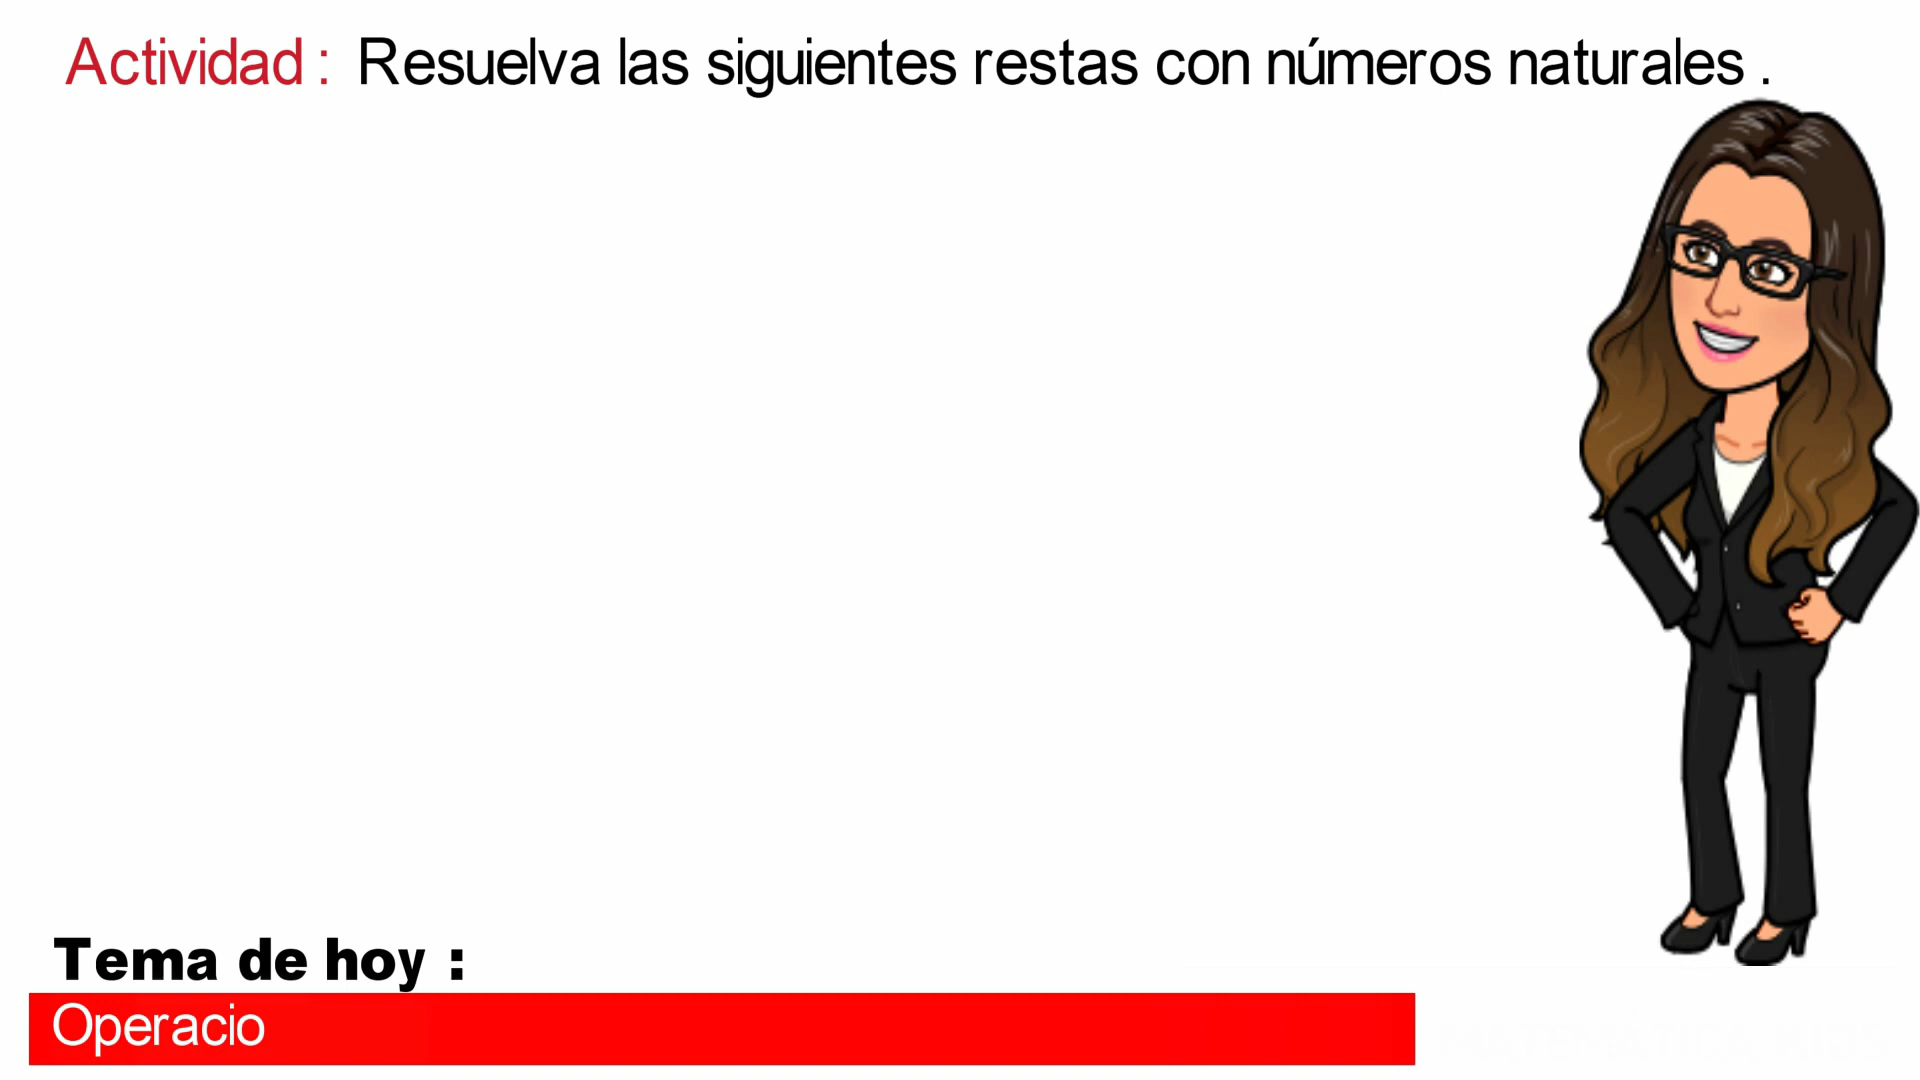 Actividad : Resuelva las siguientes restas con números naturales .
Tema de hoy :
Operacio